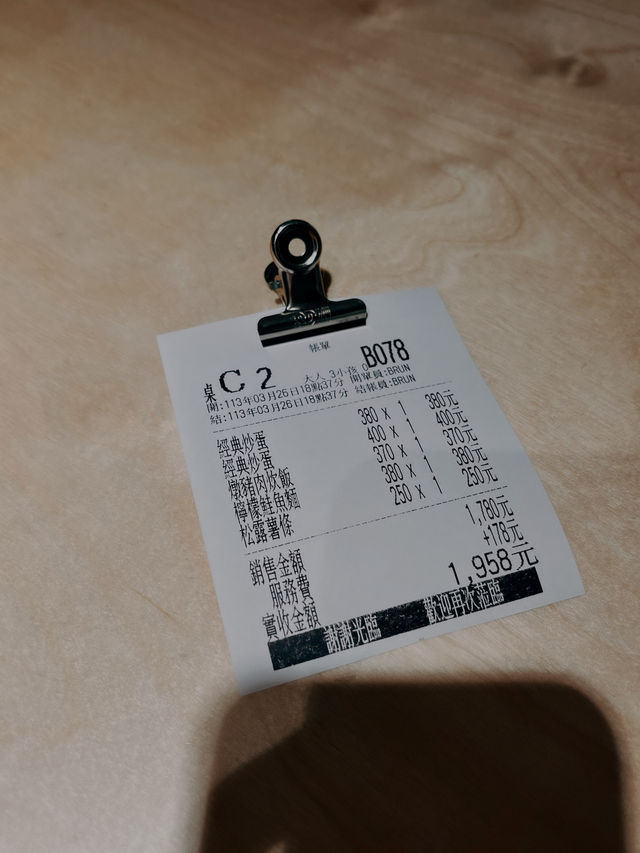 帳單
桌 C 2 大人 3 小孩 0 B078
開:113年03月26日18點37分 開單員:BRUN
結:113年03月26日18點37分 結帳員:BRUN
經典炒蛋 380 x 1 380元
經典炒蛋 400 x 1 400元
燉豬肉炊飯 370 x 1 370元
檸檬鮭魚麵 380 x 1 380元
松露薯條 250 x 1 250元
銷售金額 1,780元
服務費 +178元
實收金額 1,958元
謝謝光臨 歡迎再次蒞臨